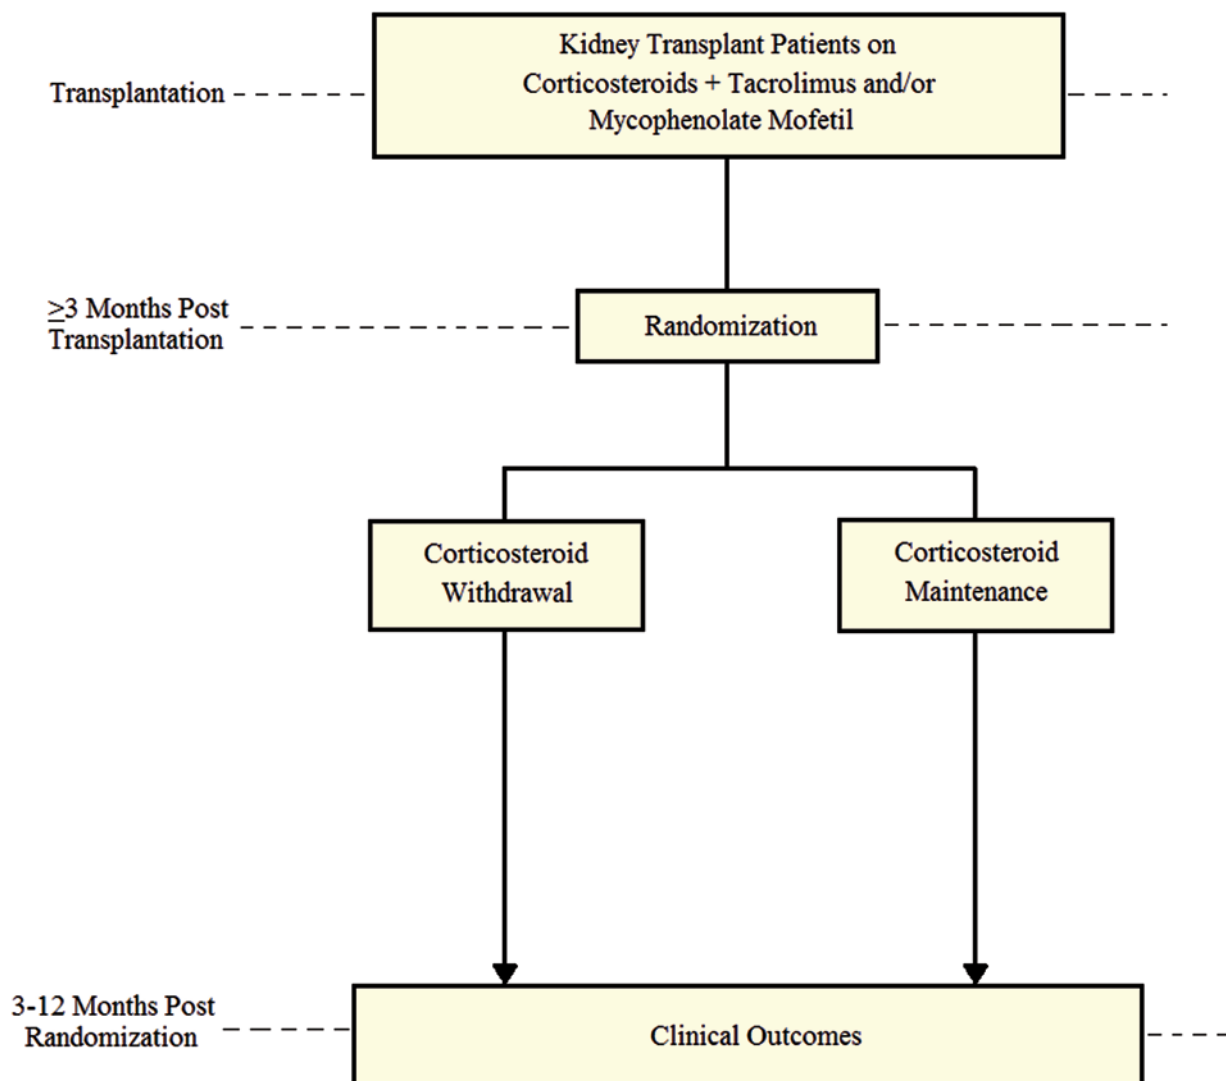 Kidney Transplant Patients on
Corticosteroids + Tacrolimus and/or
Mycophenolate Mofetil
Transplantation
≥3 Months Post
Transplantation
Randomization
Corticosteroid
Withdrawal
Corticosteroid
Maintenance
3-12 Months Post
Randomization
Clinical Outcomes